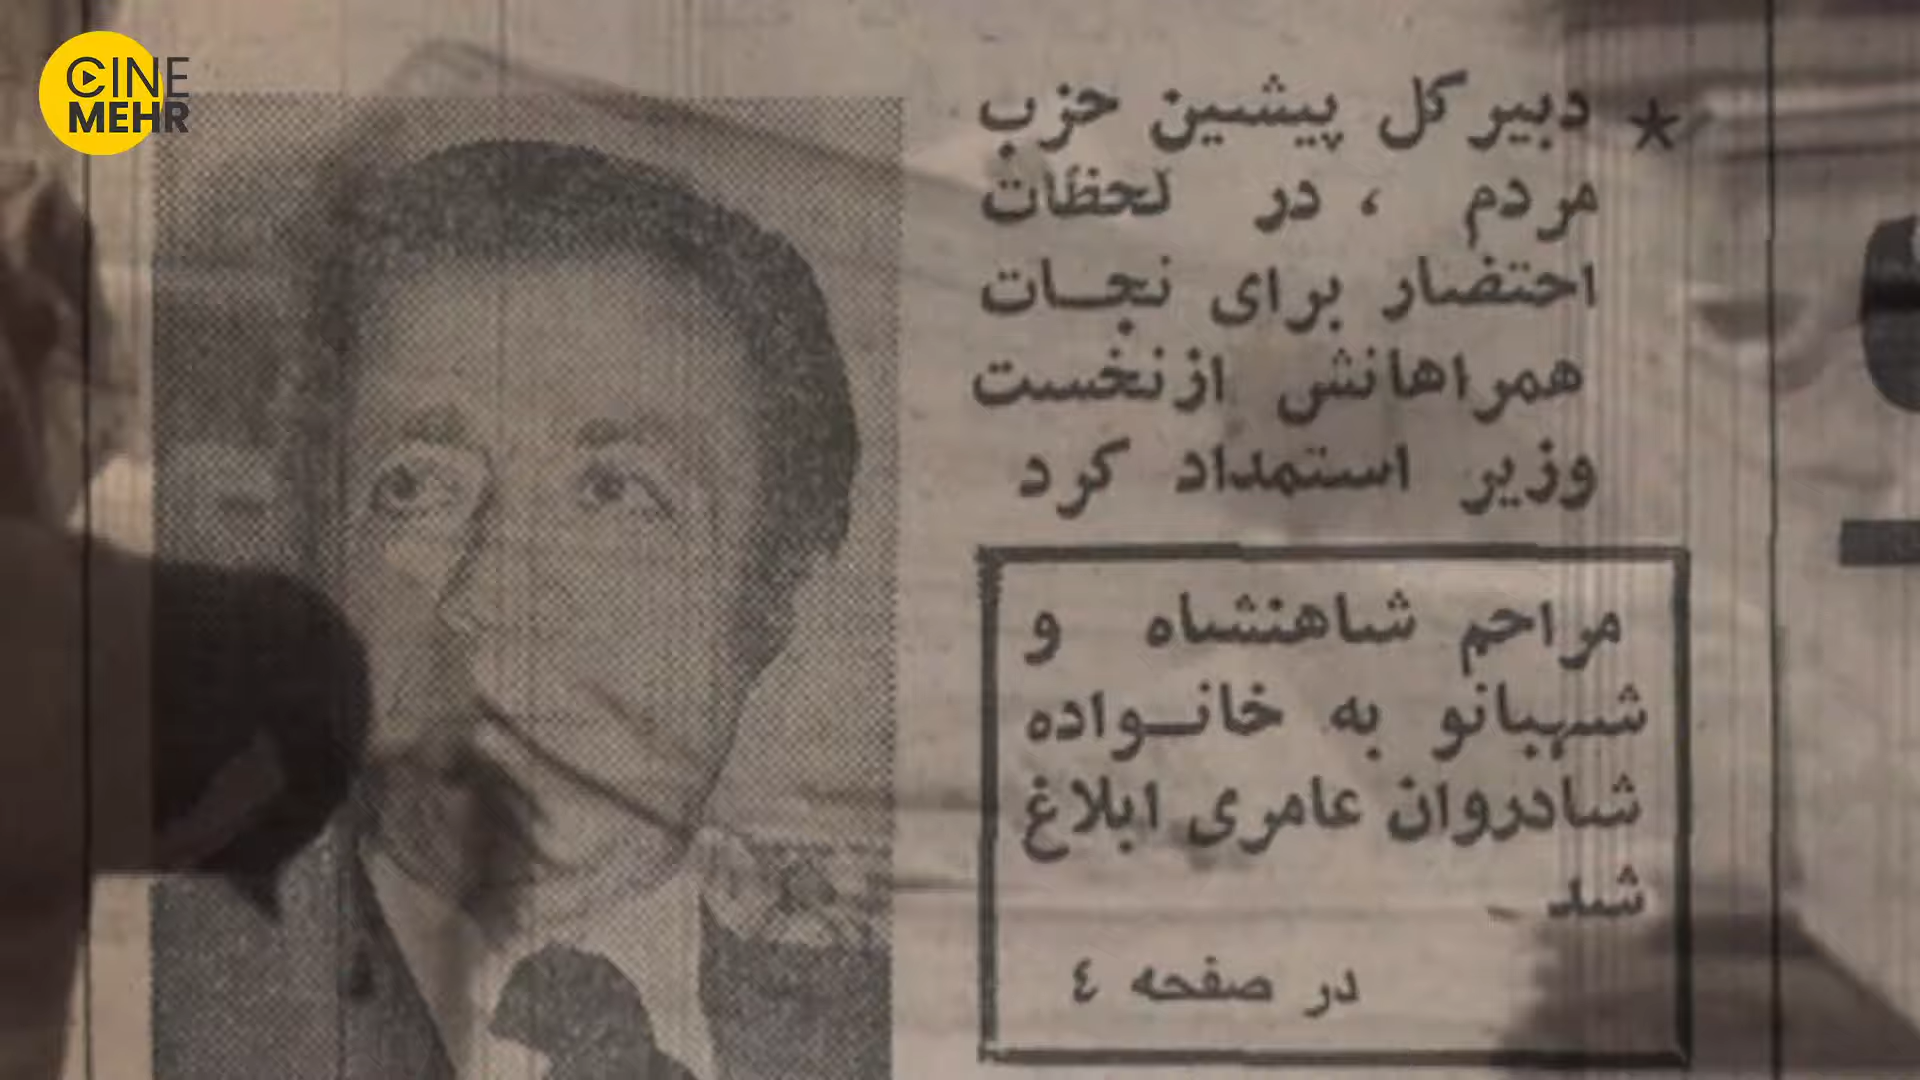 CINE
MEHR
★ دبیرکل پیشین حزب
مردم ، در لحظات
احتضار برای نجات
همراهانش ازنخست
وزیر استمداد کرد
مراحم شاهنشاه و
شهبانو به خانواده
شادروان عامری ابلاغ
شد
در صفحه ٤